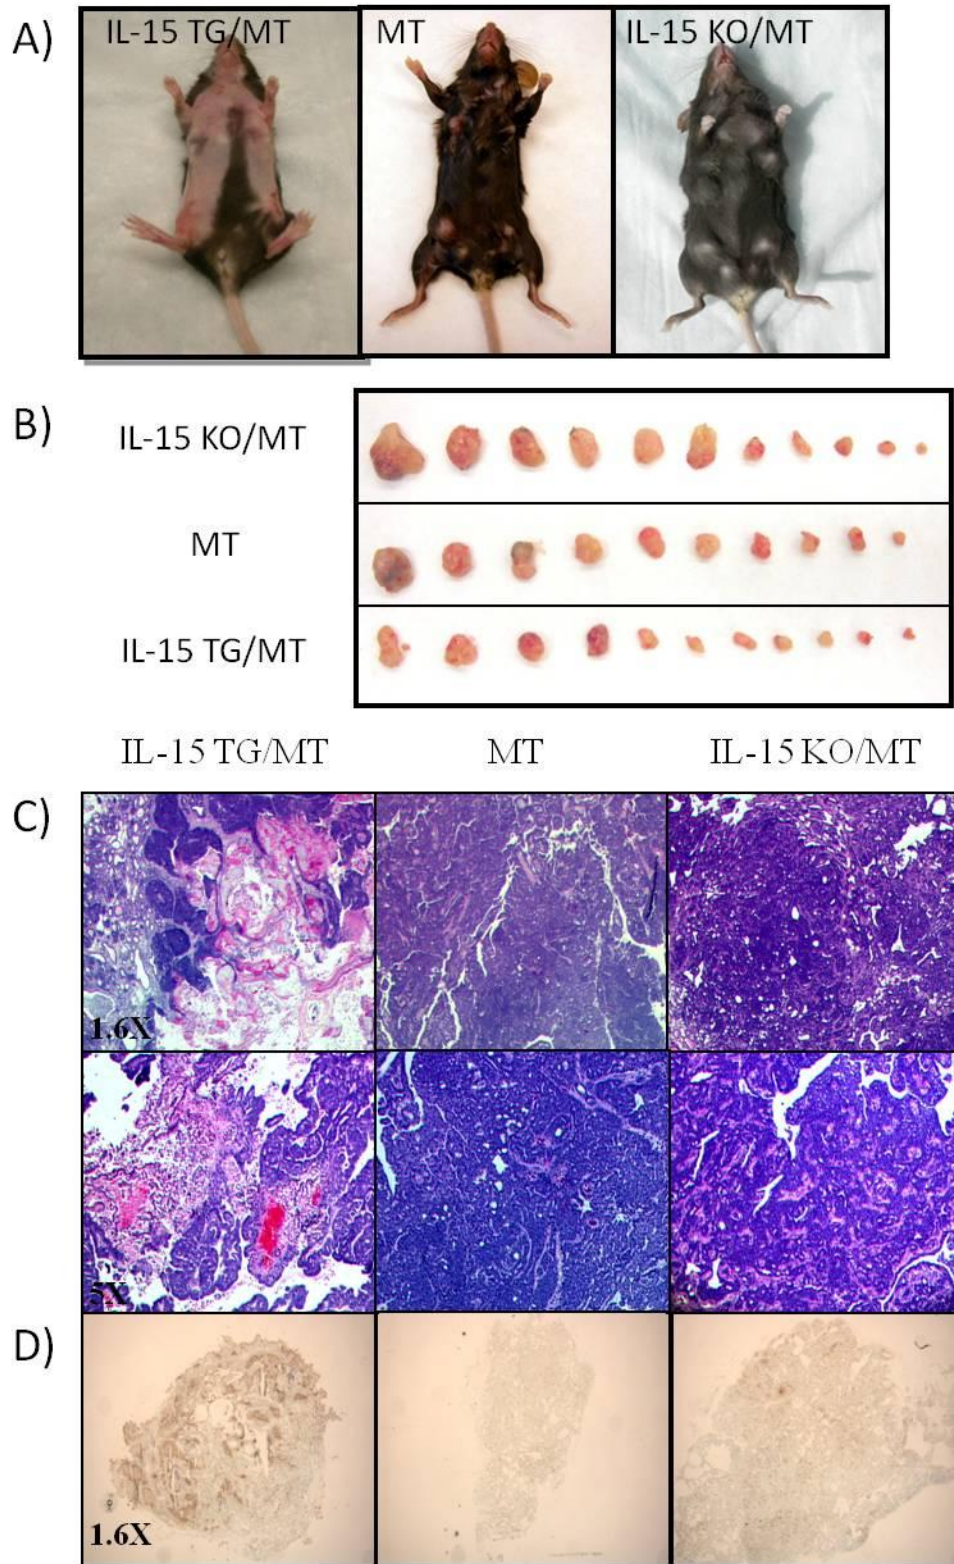 A)
IL-15 TG/MT
MT
IL-15 KO/MT
B)
IL-15 KO/MT
MT
IL-15 TG/MT
IL-15 TG/MT
MT
IL-15 KO/MT
C)
1.6X
5X
D)
1.6X